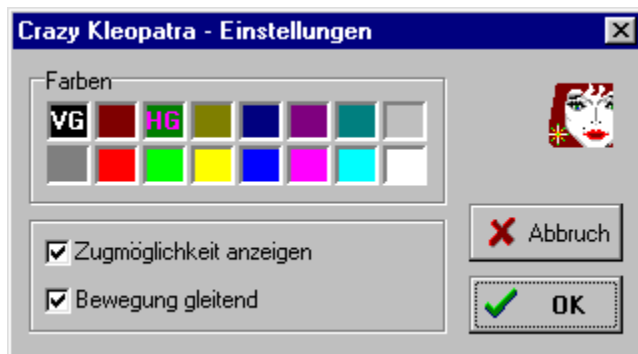 Crazy Kleopatra - Einstellungen
Farben
VG HG
Zugmöglichkeit anzeigen
Bewegung gleitend
Abbruch
OK